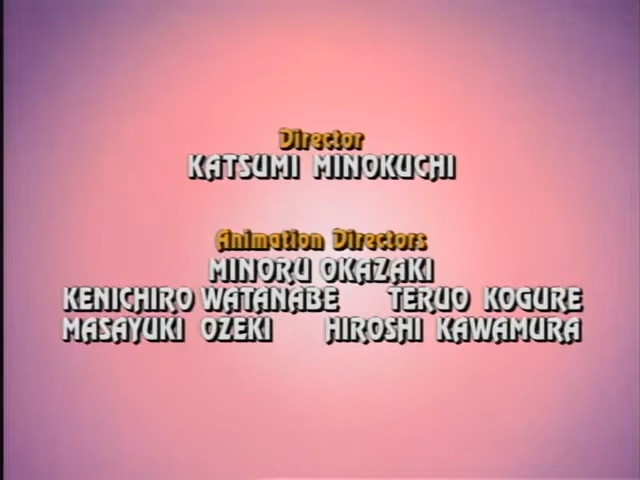 Director
KATSUMI MINOKUCHI
Animation Directors
MINORU OKAZAKI
KENICHIRO WATANABE TERUO KOGURE
MASAYUKI OZEKI HIROSHI KAWAMURA